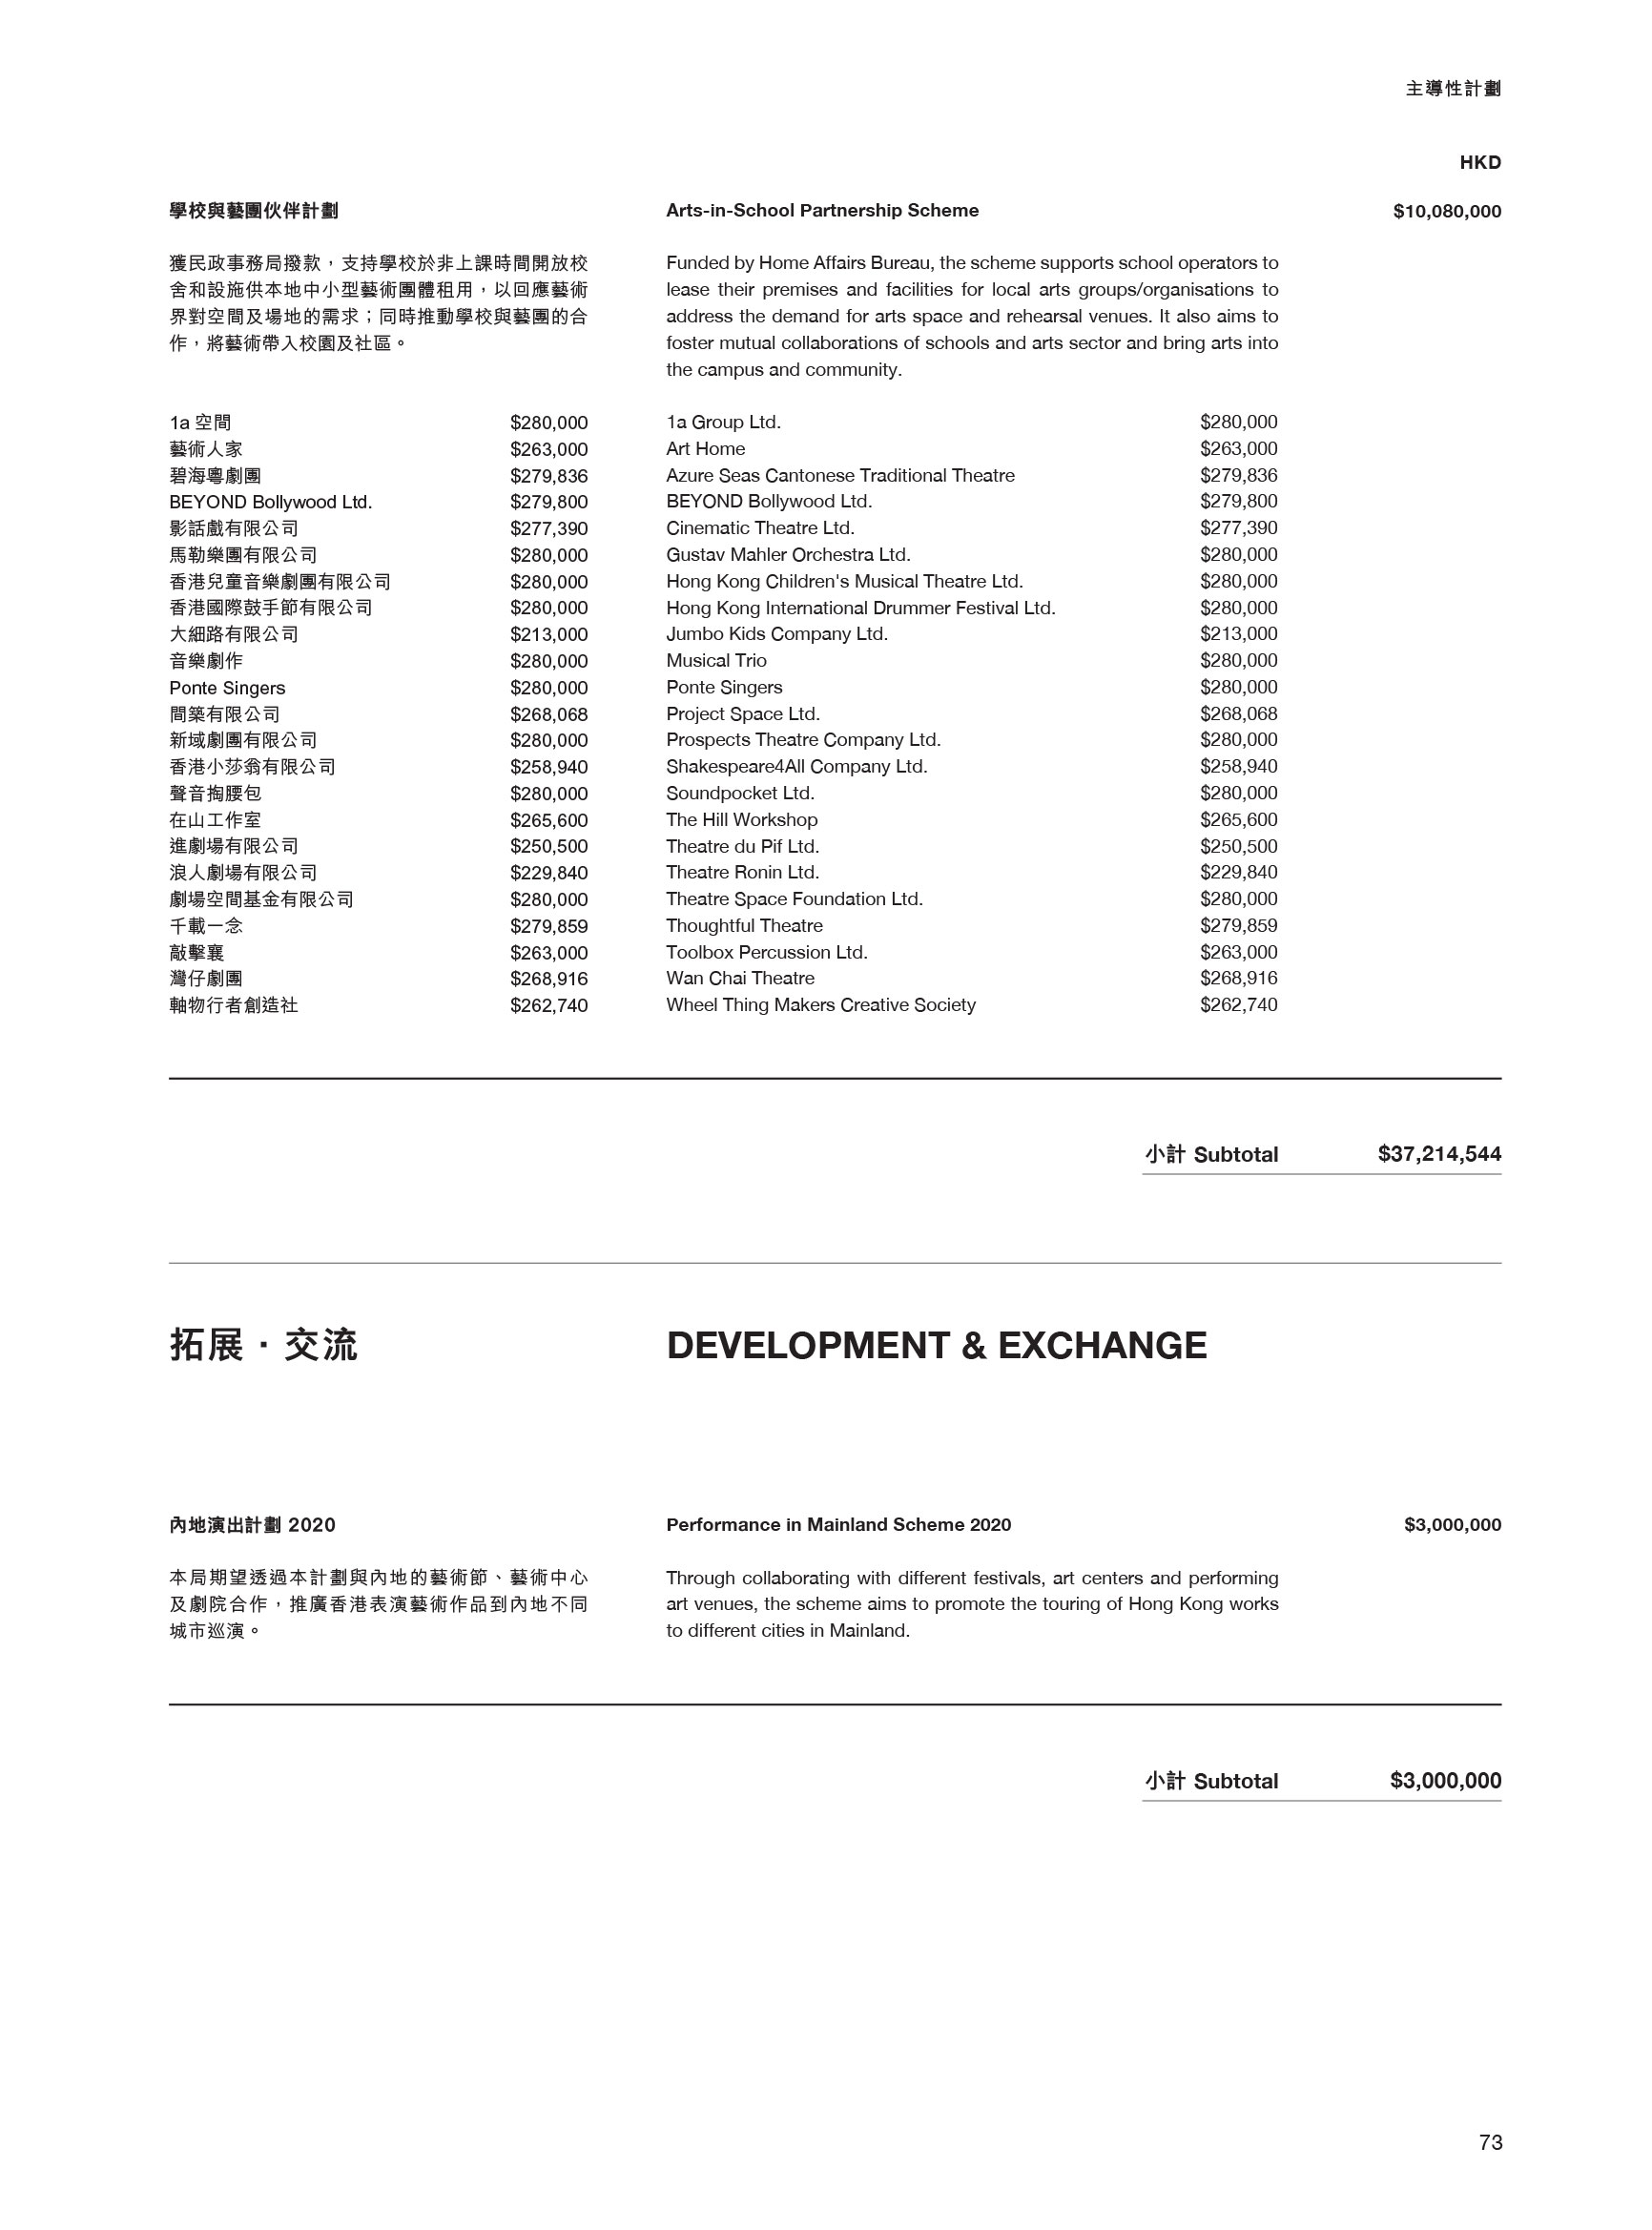 主導性計劃
HKD
學校與藝團伙伴計劃
Arts-in-School Partnership Scheme $10,080,000
獲民政事務局撥款，支持學校於非上課時間開放校
舍和設施供本地中小型藝術團體租用，以回應藝術
界對空間及場地的需求；同時推動學校與藝團的合
作，將藝術帶入校園及社區。
Funded by Home Affairs Bureau, the scheme supports school operators to
lease their premises and facilities for local arts groups/organisations to
address the demand for arts space and rehearsal venues. It also aims to
foster mutual collaborations of schools and arts sector and bring arts into
the campus and community.
1a 空間 $280,000
藝術人家 $263,000
碧海粵劇團 $279,836
BEYOND Bollywood Ltd. $279,800
影話戲有限公司 $277,390
馬勒樂團有限公司 $280,000
香港兒童音樂劇團有限公司 $280,000
香港國際鼓手節有限公司 $280,000
大細路有限公司 $213,000
音樂劇作 $280,000
Ponte Singers $280,000
間築有限公司 $268,068
新域劇團有限公司 $280,000
香港小莎翁有限公司 $258,940
聲音掏腰包 $280,000
在山工作室 $265,600
進劇場有限公司 $250,500
浪人劇場有限公司 $229,840
劇場空間基金有限公司 $280,000
千載一念 $279,859
敲擊襄 $263,000
灣仔劇團 $268,916
軸物行者創造社 $262,740
1a Group Ltd. $280,000
Art Home $263,000
Azure Seas Cantonese Traditional Theatre $279,836
BEYOND Bollywood Ltd. $279,800
Cinematic Theatre Ltd. $277,390
Gustav Mahler Orchestra Ltd. $280,000
Hong Kong Children's Musical Theatre Ltd. $280,000
Hong Kong International Drummer Festival Ltd. $280,000
Jumbo Kids Company Ltd. $213,000
Musical Trio $280,000
Ponte Singers $280,000
Project Space Ltd. $268,068
Prospects Theatre Company Ltd. $280,000
Shakespeare4All Company Ltd. $258,940
Soundpocket Ltd. $280,000
The Hill Workshop $265,600
Theatre du Pif Ltd. $250,500
Theatre Ronin Ltd. $229,840
Theatre Space Foundation Ltd. $280,000
Thoughtful Theatre $279,859
Toolbox Percussion Ltd. $263,000
Wan Chai Theatre $268,916
Wheel Thing Makers Creative Society $262,740
小計 Subtotal $37,214,544
拓展 · 交流
DEVELOPMENT & EXCHANGE
內地演出計劃 2020
Performance in Mainland Scheme 2020 $3,000,000
本局期望透過本計劃與內地的藝術節、藝術中心
及劇院合作，推廣香港表演藝術作品到內地不同
城市巡演。
Through collaborating with different festivals, art centers and performing
art venues, the scheme aims to promote the touring of Hong Kong works
to different cities in Mainland.
小計 Subtotal $3,000,000
73